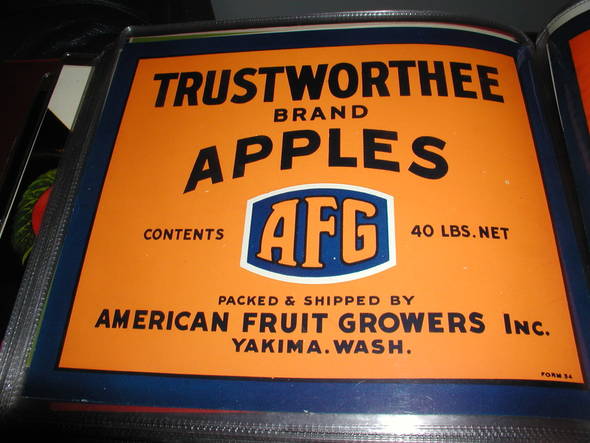 TRUSTWORTHEE
BRAND
APPLES
CONTENTS AFG 40 LBS. NET
PACKED & SHIPPED BY
AMERICAN FRUIT GROWERS INC.
YAKIMA. WASH.
FORM 34